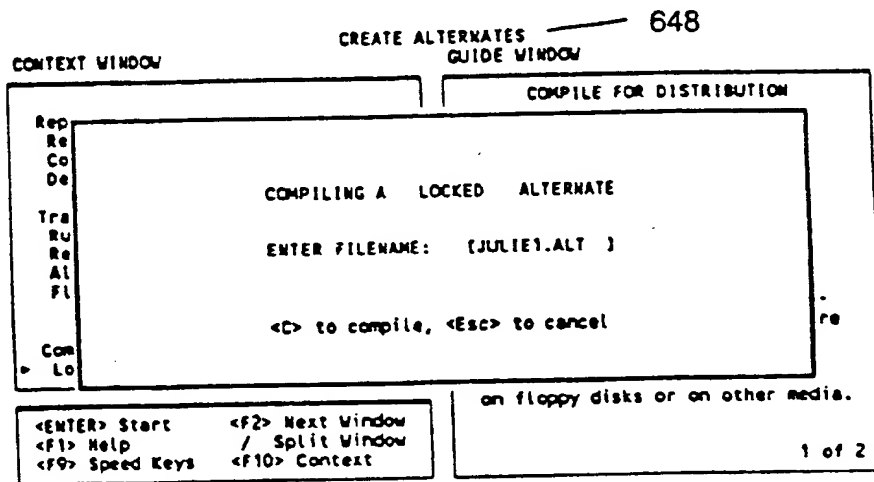 CREATE ALTERNATES 648
CONTEXT WINDOW
GUIDE WINDOW
COMPILE FOR DISTRIBUTION
Rep
Re
Co
De
Tra
Ru
Re
Al
Fl
Com
▸ Lo
COMPILING A LOCKED ALTERNATE
ENTER FILENAME: [JULIE1.ALT ]
<C> to compile, <Esc> to cancel
.
re
on floppy disks or on other media.
1 of 2
<ENTER> Start <F2> Next Window
<F1> Help / Split Window
<F9> Speed Keys <F10> Context